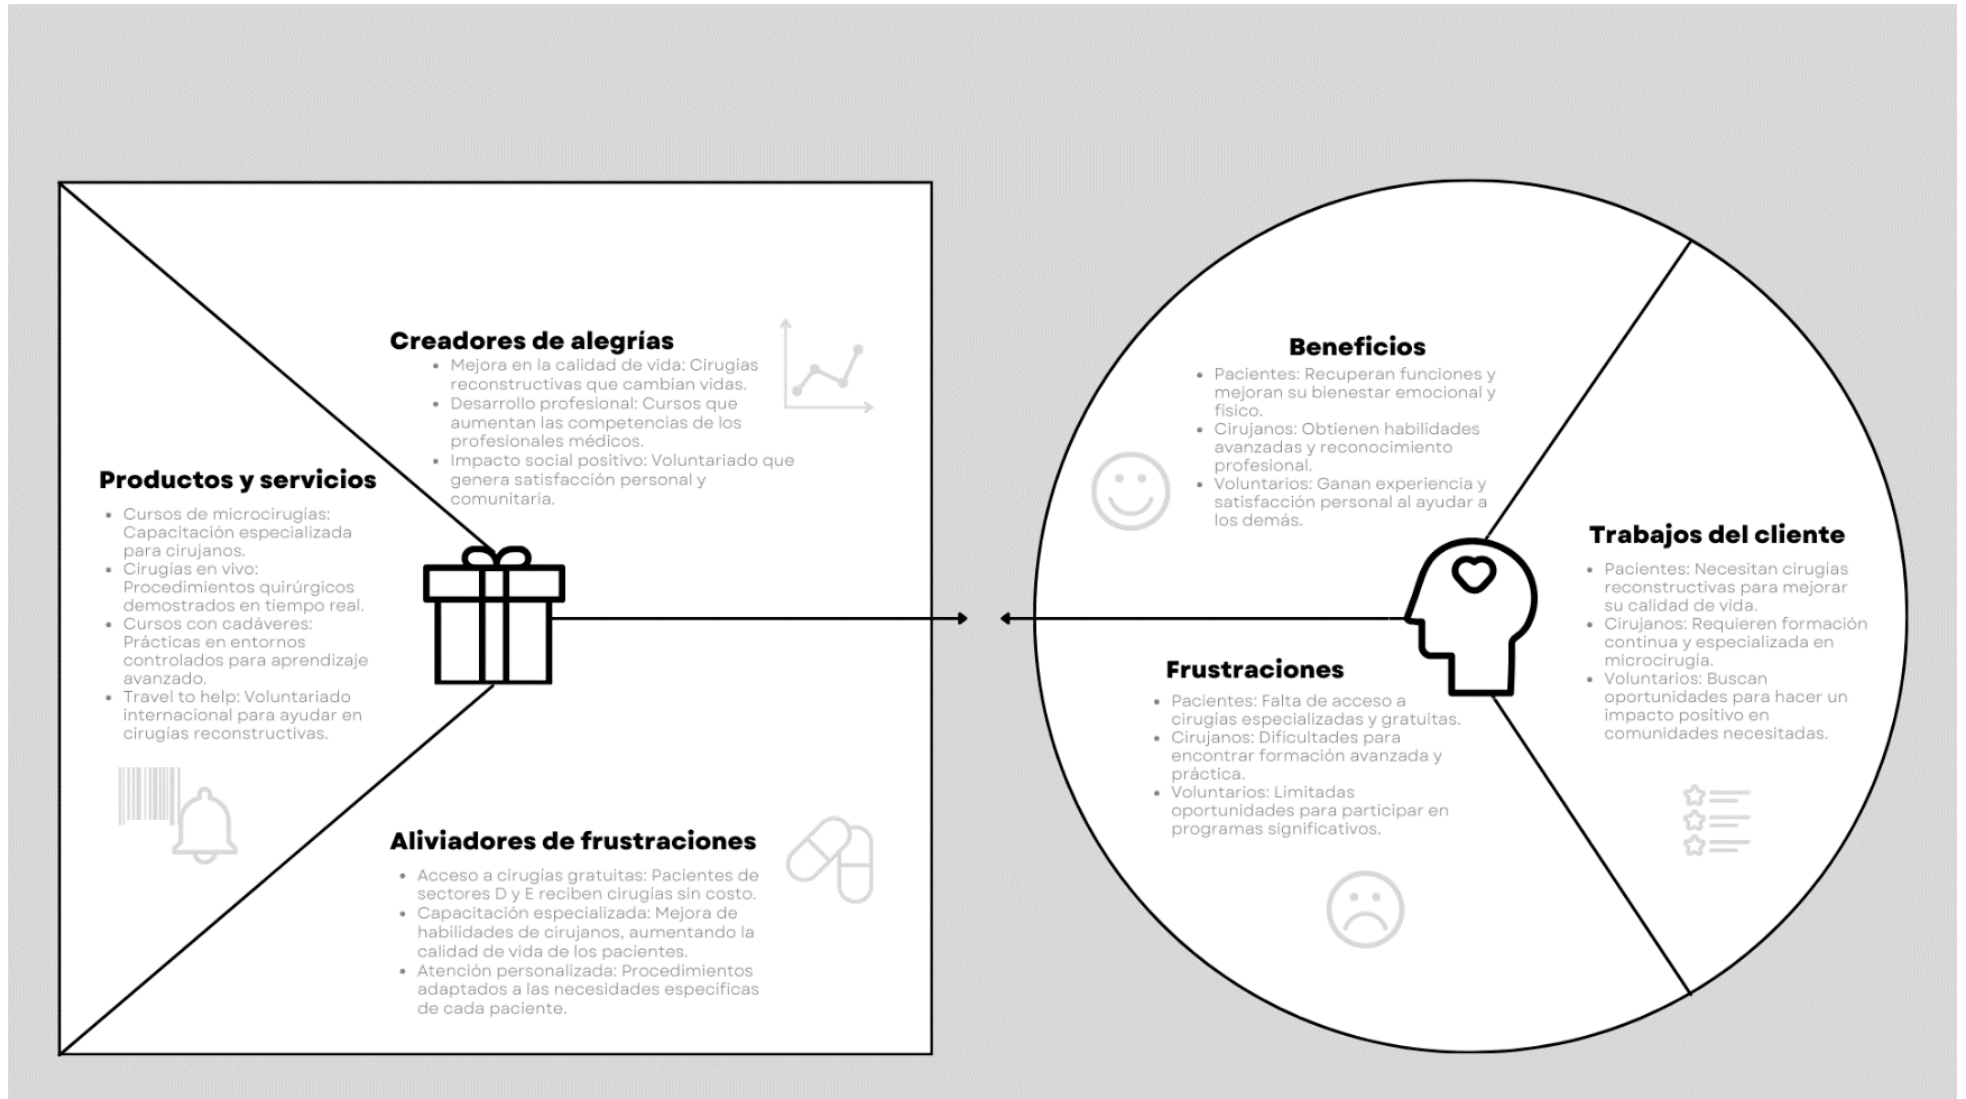 Creadores de alegrías
• Mejora en la calidad de vida: Cirugías
reconstructivas que cambian vidas.
• Desarrollo profesional: Cursos que
aumentan las competencias de los
profesionales médicos.
• Impacto social positivo: Voluntariado que
genera satisfacción personal y
comunitaria.
Productos y servicios
• Cursos de microcirugías:
Capacitación especializada
para cirujanos.
• Cirugías en vivo:
Procedimientos quirúrgicos
demostrados en tiempo real.
• Cursos con cadáveres:
Prácticas en entornos
controlados para aprendizaje
avanzado.
• Travel to help: Voluntariado
internacional para ayudar en
cirugías reconstructivas.
Aliviadores de frustraciones
• Acceso a cirugías gratuitas: Pacientes de
sectores D y E reciben cirugías sin costo.
• Capacitación especializada: Mejora de
habilidades de cirujanos, aumentando la
calidad de vida de los pacientes.
• Atención personalizada: Procedimientos
adaptados a las necesidades específicas
de cada paciente.
Beneficios
• Pacientes: Recuperan funciones y
mejoran su bienestar emocional y
físico.
• Cirujanos: Obtienen habilidades
avanzadas y reconocimiento
profesional.
• Voluntarios: Ganan experiencia y
satisfacción personal al ayudar a
los demás.
Trabajos del cliente
• Pacientes: Necesitan cirugías
reconstructivas para mejorar
su calidad de vida.
• Cirujanos: Requieren formación
continua y especializada en
microcirugía.
• Voluntarios: Buscan
oportunidades para hacer un
impacto positivo en
comunidades necesitadas.
Frustraciones
• Pacientes: Falta de acceso a
cirugías especializadas y gratuitas.
• Cirujanos: Dificultades para
encontrar formación avanzada y
práctica.
• Voluntarios: Limitadas
oportunidades para participar en
programas significativos.